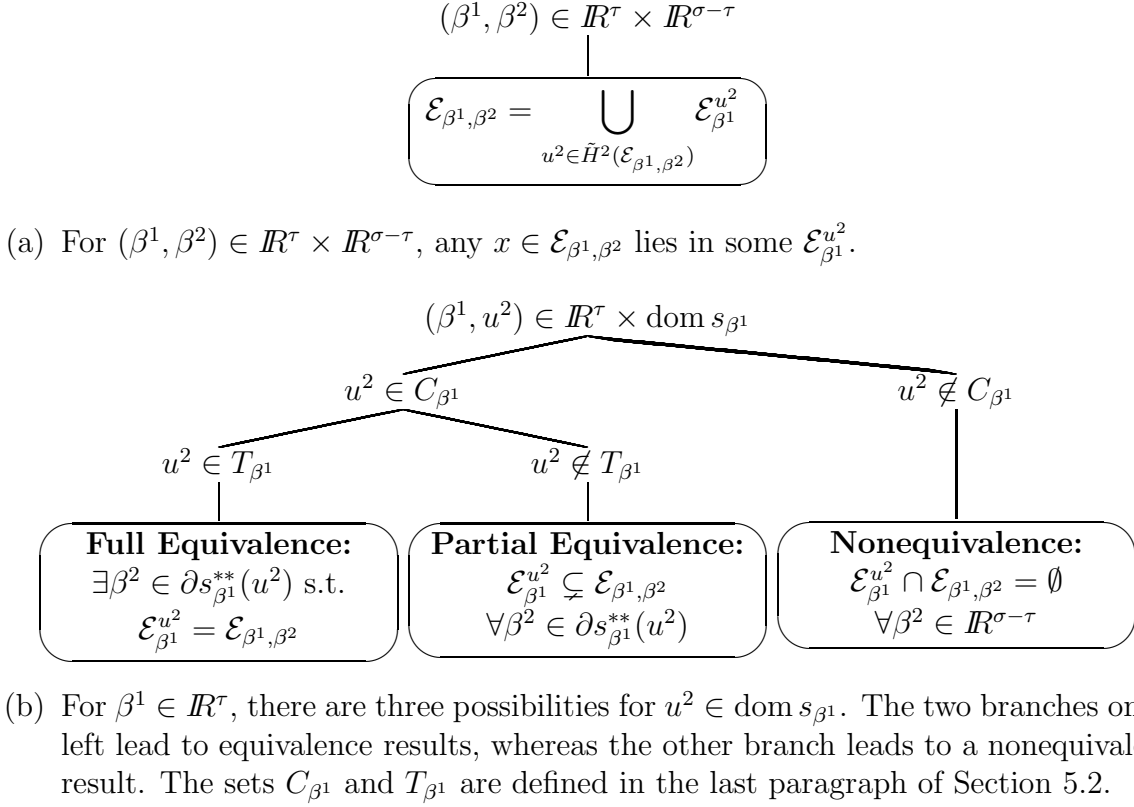 (β¹, β²) ∈ ℝ^τ × ℝ^{σ−τ}
ℰ_{β¹,β²} = ⋃_{u²∈H̃²(ℰ_{β¹,β²})} ℰ_{β¹}^{u²}
(a) For (β¹, β²) ∈ ℝ^τ × ℝ^{σ−τ}, any x ∈ ℰ_{β¹,β²} lies in some ℰ_{β¹}^{u²}.
(β¹, u²) ∈ ℝ^τ × dom s_{β¹}
u² ∈ C_{β¹}
u² ∉ C_{β¹}
u² ∈ T_{β¹}
u² ∉ T_{β¹}
Full Equivalence:
∃β² ∈ ∂s**_{β¹}(u²) s.t.
ℰ_{β¹}^{u²} = ℰ_{β¹,β²}
Partial Equivalence:
ℰ_{β¹}^{u²} ⊊ ℰ_{β¹,β²}
∀β² ∈ ∂s**_{β¹}(u²)
Nonequivalence:
ℰ_{β¹}^{u²} ∩ ℰ_{β¹,β²} = ∅
∀β² ∈ ℝ^{σ−τ}
(b) For β¹ ∈ ℝ^τ, there are three possibilities for u² ∈ dom s_{β¹}. The two branches on
left lead to equivalence results, whereas the other branch leads to a nonequival
result. The sets C_{β¹} and T_{β¹} are defined in the last paragraph of Section 5.2.